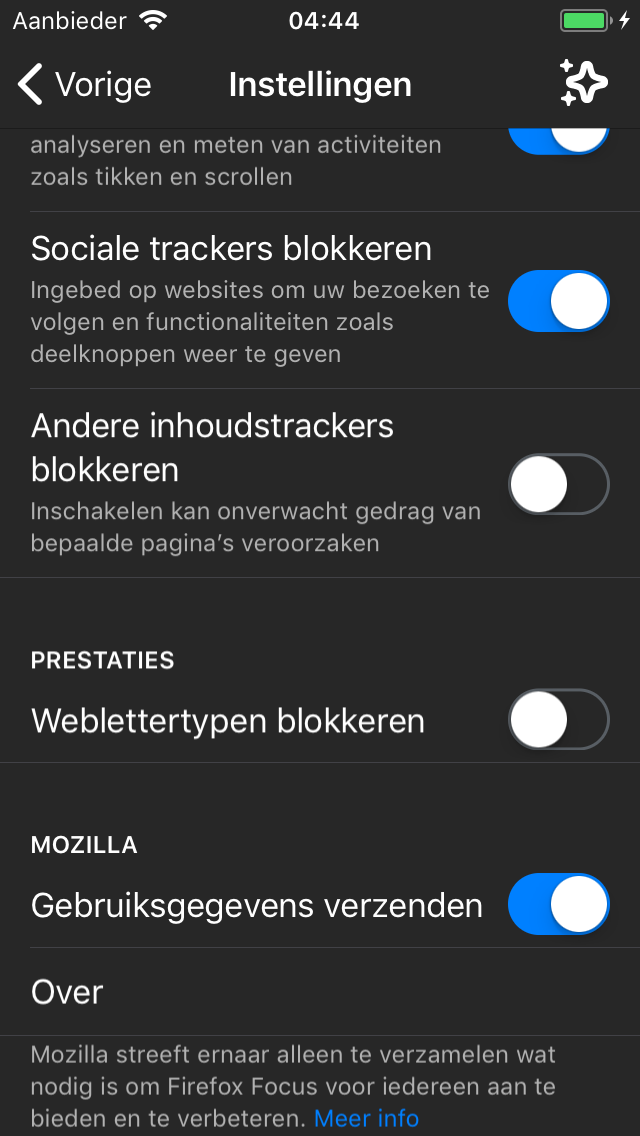 Aanbieder 04:44
Vorige Instellingen
analyseren en meten van activiteiten
zoals tikken en scrollen
Sociale trackers blokkeren
Ingebed op websites om uw bezoeken te
volgen en functionaliteiten zoals
deelknoppen weer te geven
Andere inhoudstrackers
blokkeren
Inschakelen kan onverwacht gedrag van
bepaalde pagina’s veroorzaken
PRESTATIES
Weblettertypen blokkeren
MOZILLA
Gebruiksgegevens verzenden
Over
Mozilla streeft ernaar alleen te verzamelen wat
nodig is om Firefox Focus voor iedereen aan te
bieden en te verbeteren. Meer info